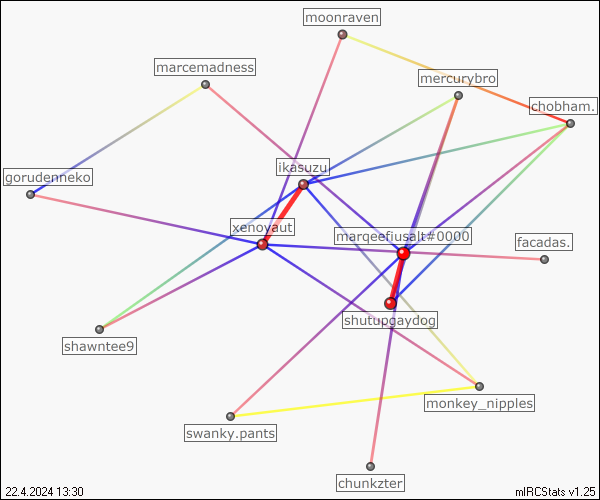 moonraven
marcemadness
mercurybro
chobham.
ikasuzu
gorudenneko
xenoyaut
marqeefiusalt#0000
facadas.
shutupgaydog
shawntee9
monkey_nipples
swanky.pants
chunkzter
22.4.2024 13:30
mIRCStats v1.25